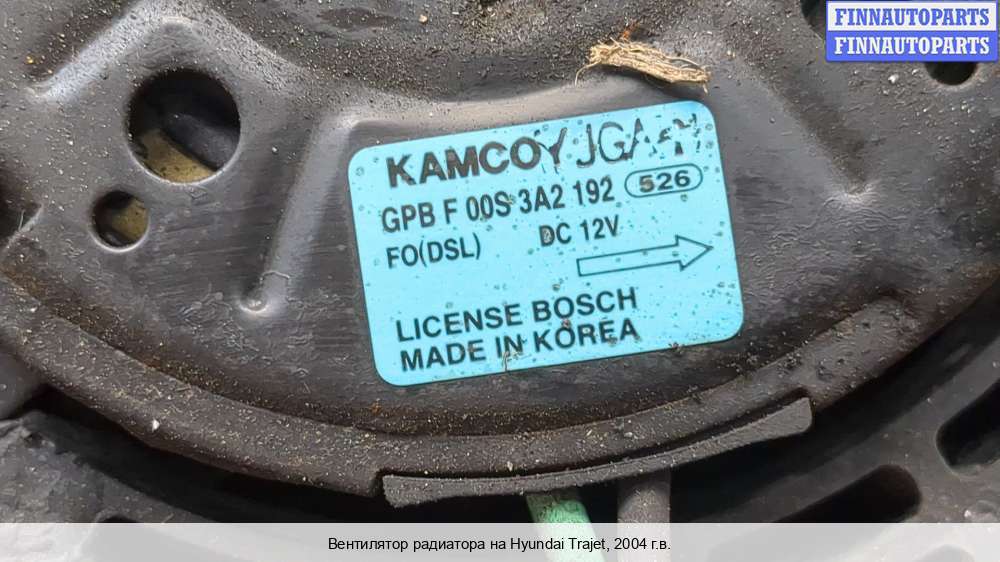 FINNAUTOPARTS
FINNAUTOPARTS
KAMCO
GPB F 00S 3A2 192 526
FO(DSL) DC 12V
LICENSE BOSCH
MADE IN KOREA
Вентилятор радиатора на Hyundai Trajet, 2004 г.в.